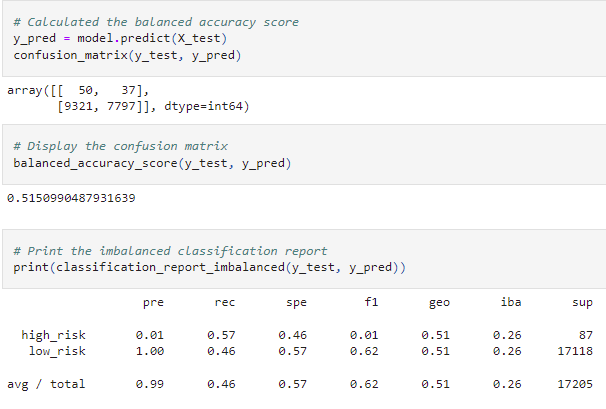 # Calculated the balanced accuracy score
y_pred = model.predict(X_test)
confusion_matrix(y_test, y_pred)
array([[  50,   37],
       [9321, 7797]], dtype=int64)
# Display the confusion matrix
balanced_accuracy_score(y_test, y_pred)
0.5150990487931639
# Print the imbalanced classification report
print(classification_report_imbalanced(y_test, y_pred))
                   pre       rec       spe        f1       geo       iba       sup
  high_risk       0.01      0.57      0.46      0.01      0.51      0.26        87
   low_risk       1.00      0.46      0.57      0.62      0.51      0.26     17118
avg / total       0.99      0.46      0.57      0.62      0.51      0.26     17205